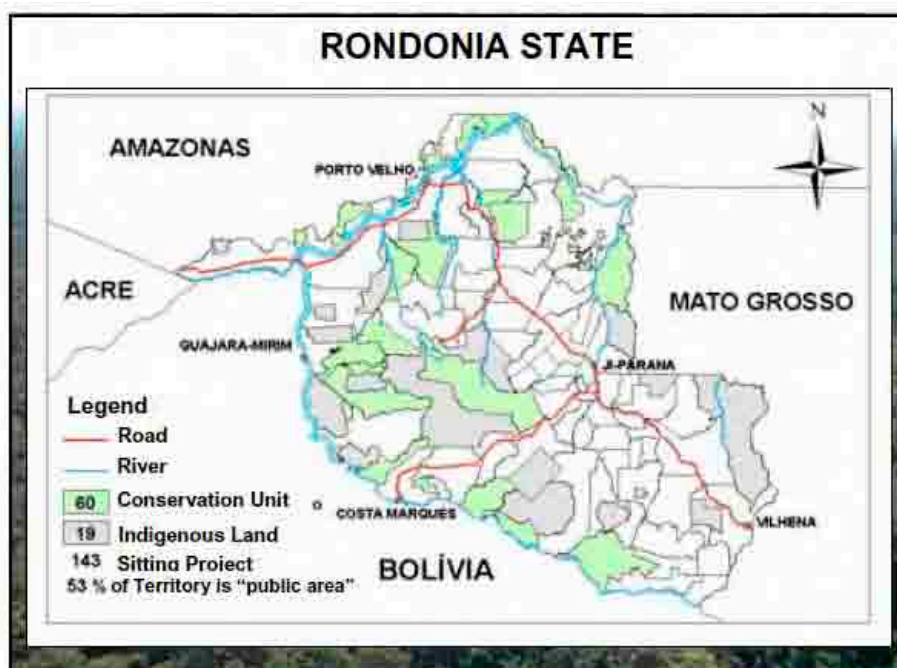 RONDONIA STATE
N
AMAZONAS
PORTO VELHO
ACRE
MATO GROSSO
GUAJARA-MIRIM
JI-PARANA
Legend
Road
River
60 Conservation Unit
COSTA MARQUES
VILHENA
19 Indigenous Land
143 Sitting Project
BOLÍVIA
53 % of Territory is “public area”